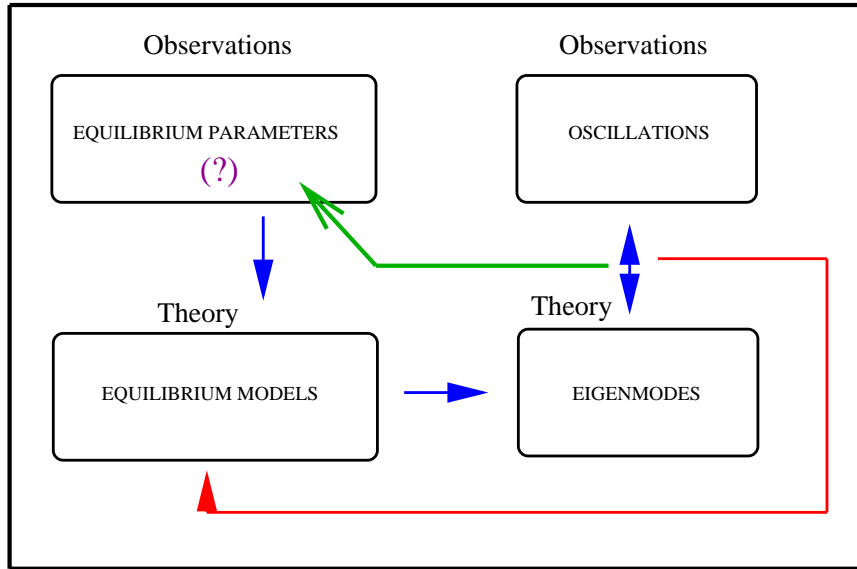 Observations
Observations
EQUILIBRIUM PARAMETERS
(?)
OSCILLATIONS
Theory
Theory
EQUILIBRIUM MODELS
EIGENMODES